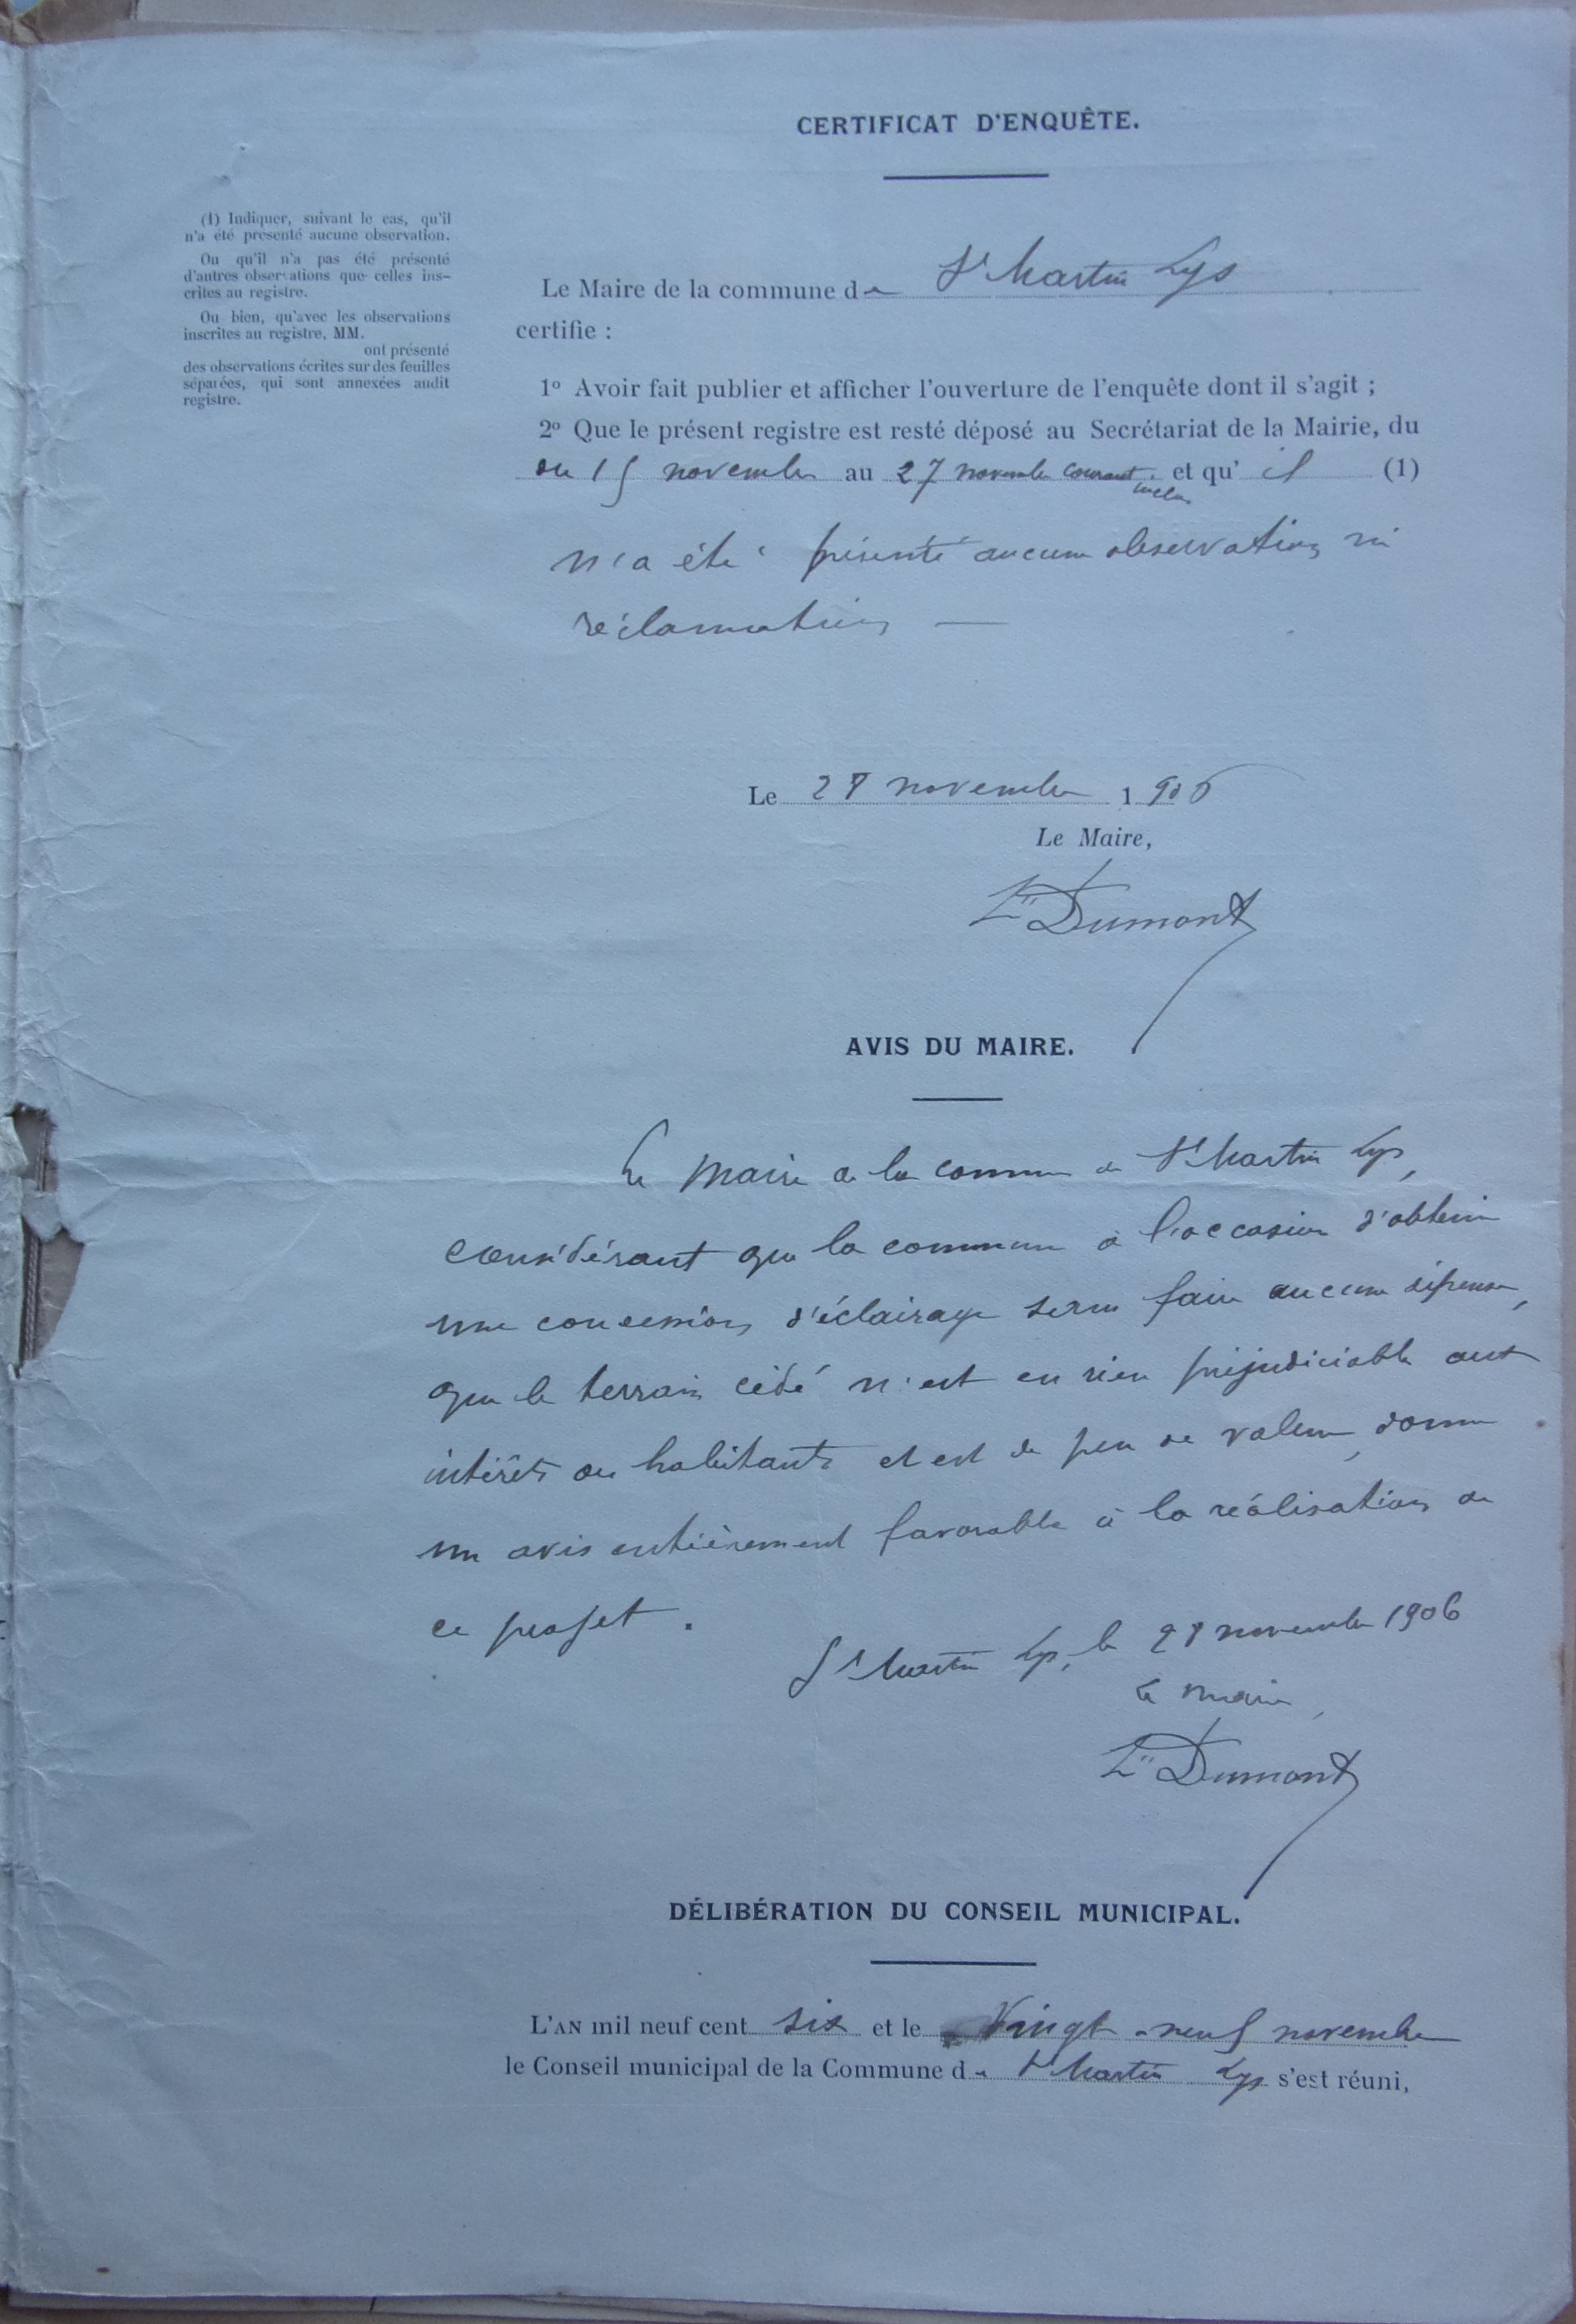 CERTIFICAT D'ENQUÊTE.
(1) Indiquer, suivant le cas, qu'il
n'a été présenté aucune observation.
Ou qu'il n'a pas été présenté
d'autres observations que celles ins-
crites au registre.
Ou bien, qu'avec les observations
inscrites au registre, MM.
ont présenté
des observations écrites sur des feuilles
séparées, qui sont annexées audit
registre.
Le Maire de la commune de St Martin Lys
certifie :
1º Avoir fait publier et afficher l'ouverture de l'enquête dont il s'agit ;
2º Que le présent registre est resté déposé au Secrétariat de la Mairie, du
du 15 novembre au 27 novembre courant inclus et qu'il (1)
n'a été présenté aucune observation ni
réclamation —
Le 28 novembre 1906
Le Maire,
Dumont
AVIS DU MAIRE.
Le Maire de la commune de St Martin Lys,
considérant que la commune a l'occasion d'obtenir
une concession d'éclairage sans faire aucune dépense,
que le terrain cédé n'est en rien préjudiciable aux
intérêts des habitants et est de peu de valeur, donne
un avis entièrement favorable à la réalisation de
ce projet.
St Martin Lys, le 28 novembre 1906
Le Maire,
Dumont
DÉLIBÉRATION DU CONSEIL MUNICIPAL.
L'AN mil neuf cent six et le Vingt-neuf novembre
le Conseil municipal de la Commune de St Martin Lys s'est réuni,